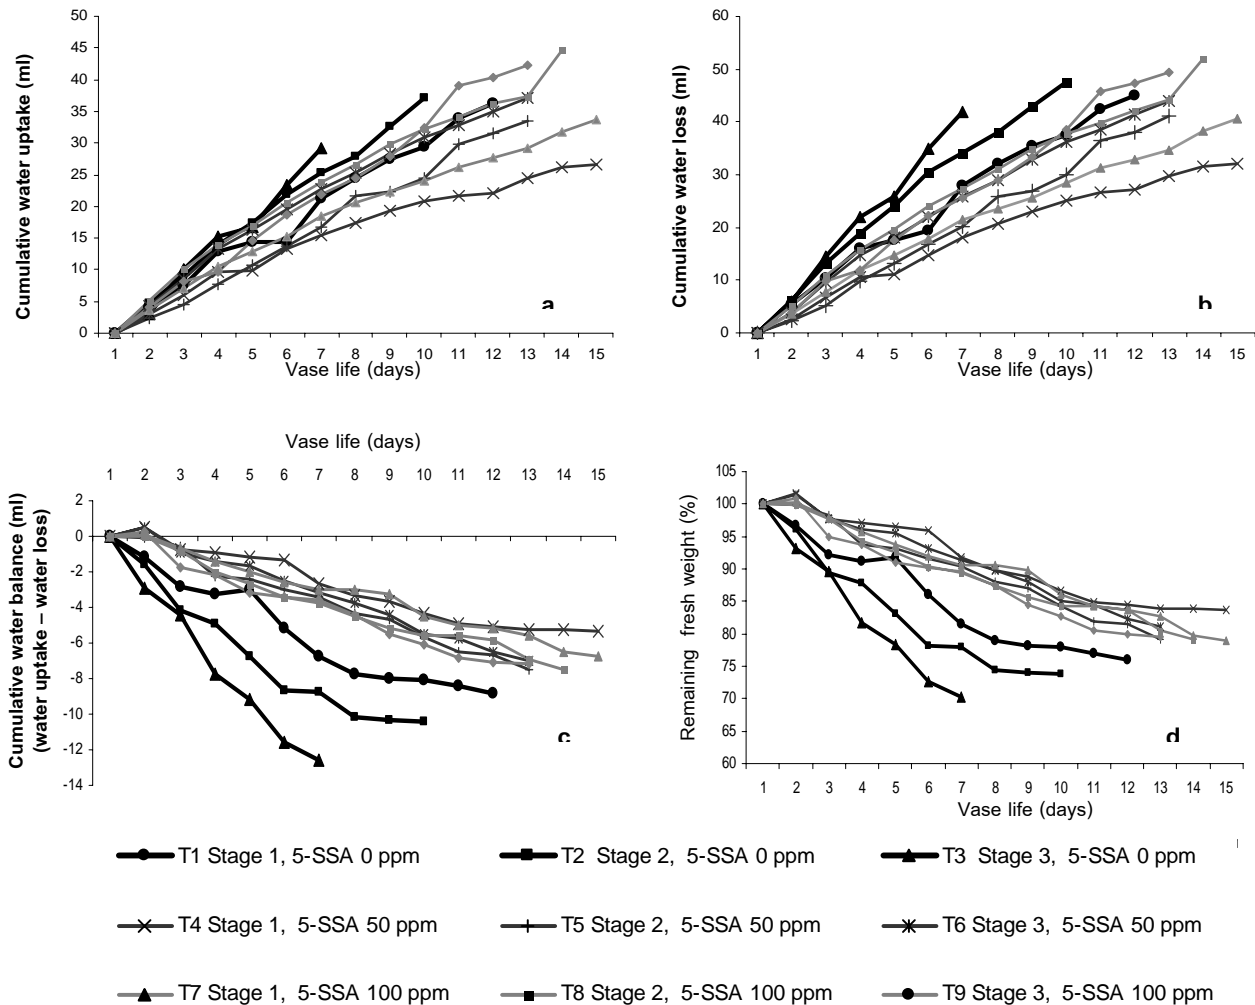 50
45
40
35
30
25
20
15
10
5
0
Cumulative water uptake (ml)
a
1 2 3 4 5 6 7 8 9 10 11 12 13 14 15
Vase life (days)
60
50
40
30
20
10
0
Cumulative water loss (ml)
b
1 2 3 4 5 6 7 8 9 10 11 12 13 14 15
Vase life (days)
Vase life (days)
1 2 3 4 5 6 7 8 9 10 11 12 13 14 15
2
0
-2
-4
-6
-8
-10
-12
-14
Cumulative water balance (ml)
(water uptake – water loss)
c
105
100
95
90
85
80
75
70
65
60
Remaining fresh weight (%)
d
1 2 3 4 5 6 7 8 9 10 11 12 13 14 15
Vase life (days)
T1 Stage 1, 5-SSA 0 ppm
T2 Stage 2, 5-SSA 0 ppm
T3 Stage 3, 5-SSA 0 ppm
T4 Stage 1, 5-SSA 50 ppm
T5 Stage 2, 5-SSA 50 ppm
T6 Stage 3, 5-SSA 50 ppm
T7 Stage 1, 5-SSA 100 ppm
T8 Stage 2, 5-SSA 100 ppm
T9 Stage 3, 5-SSA 100 ppm